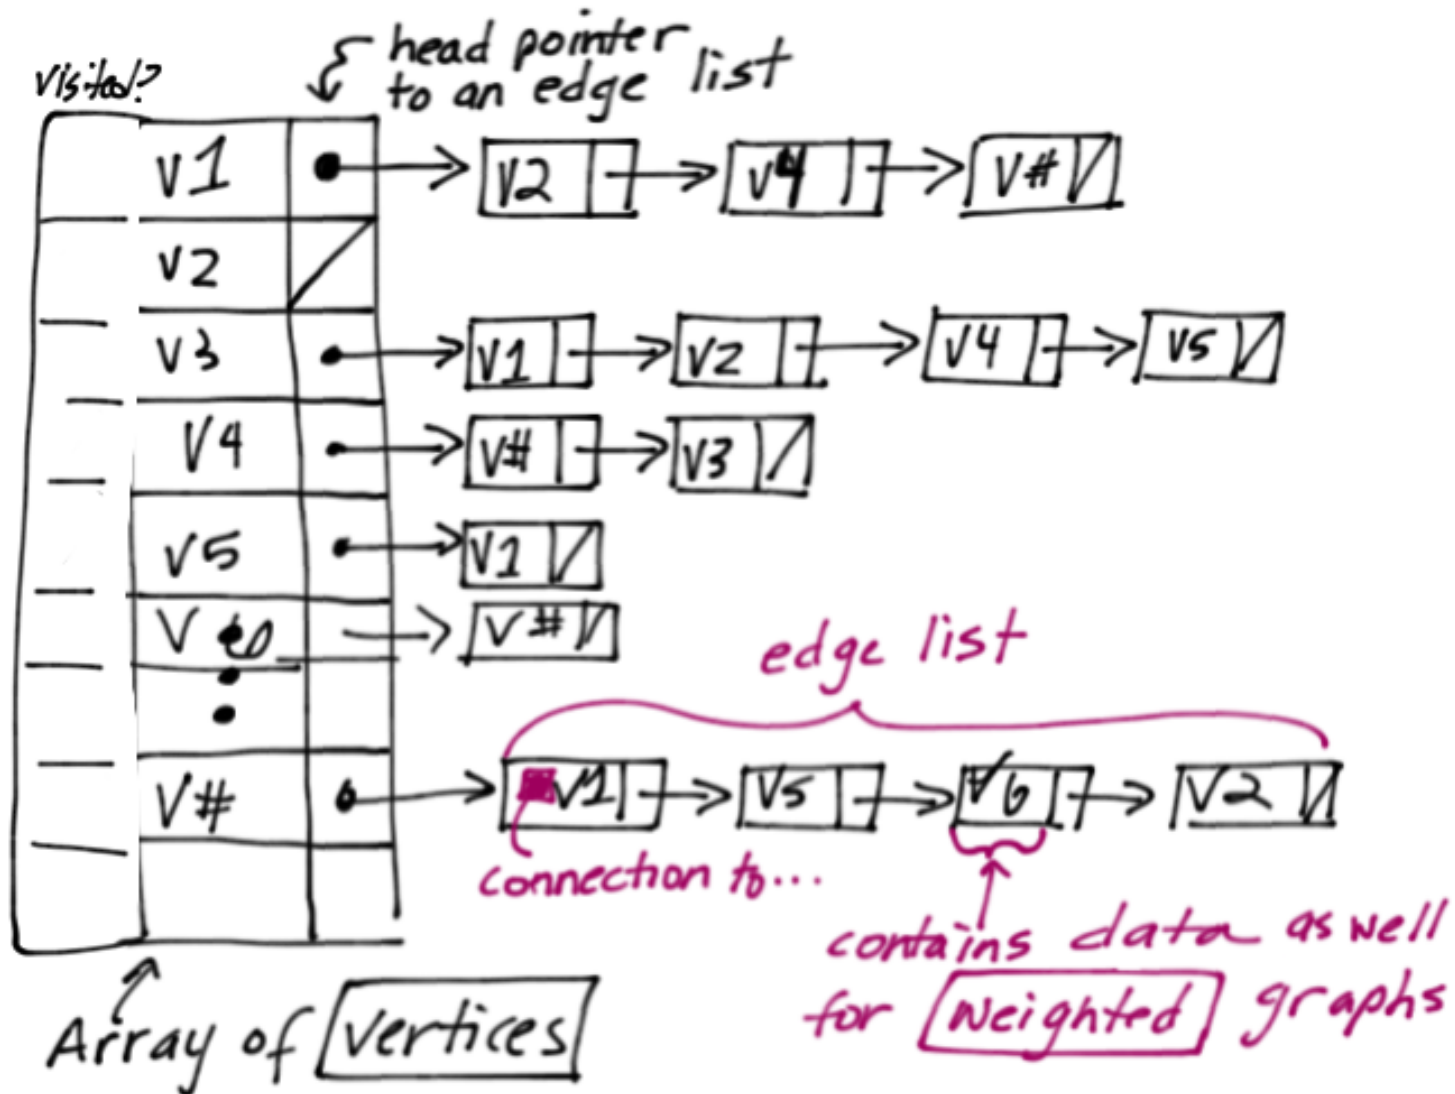 visited?
head pointer
to an edge list
v1 v2 v4 v#
v2
v3 v1 v2 v4 v5
v4 v# v3
v5 v1
v6 v#
edge list
v# v1 v5 v6 v2
connection to...
contains data as well
for weighted graphs
Array of vertices